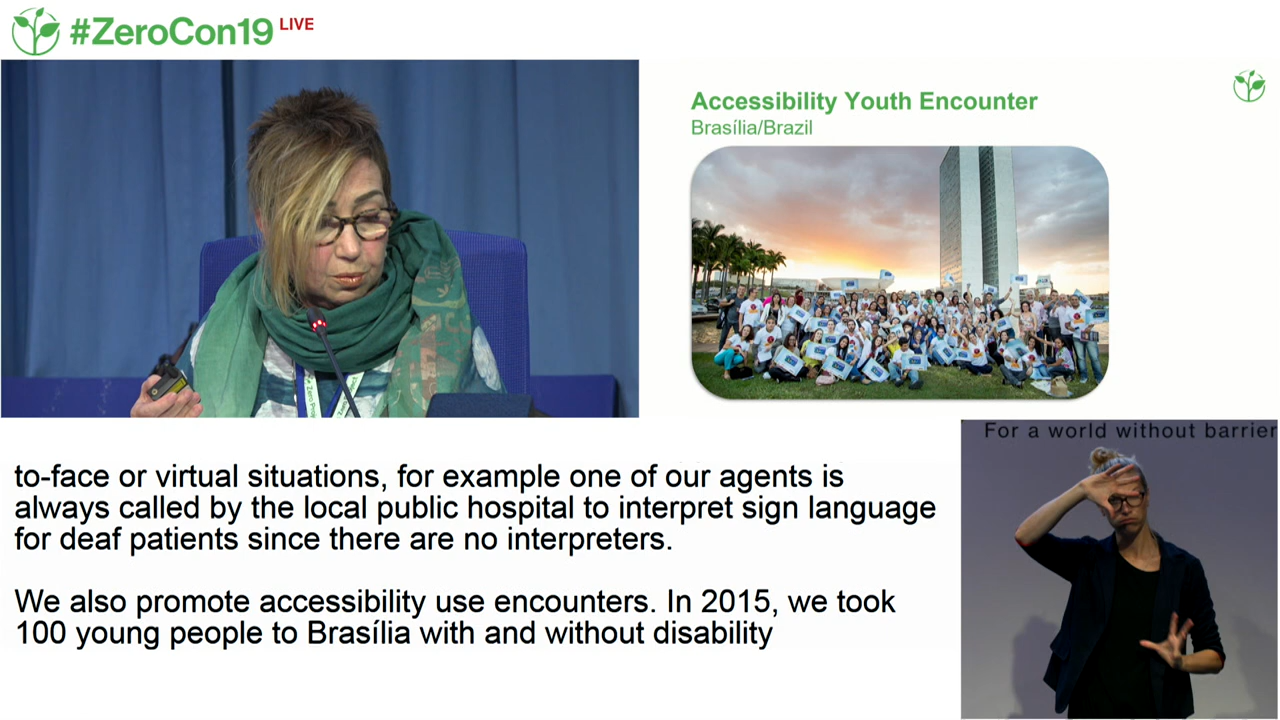 #ZeroCon19 LIVE
Accessibility Youth Encounter
Brasília/Brazil
to-face or virtual situations, for example one of our agents is
always called by the local public hospital to interpret sign language
for deaf patients since there are no interpreters.
We also promote accessibility use encounters. In 2015, we took
100 young people to Brasília with and without disability
For a world without barrier